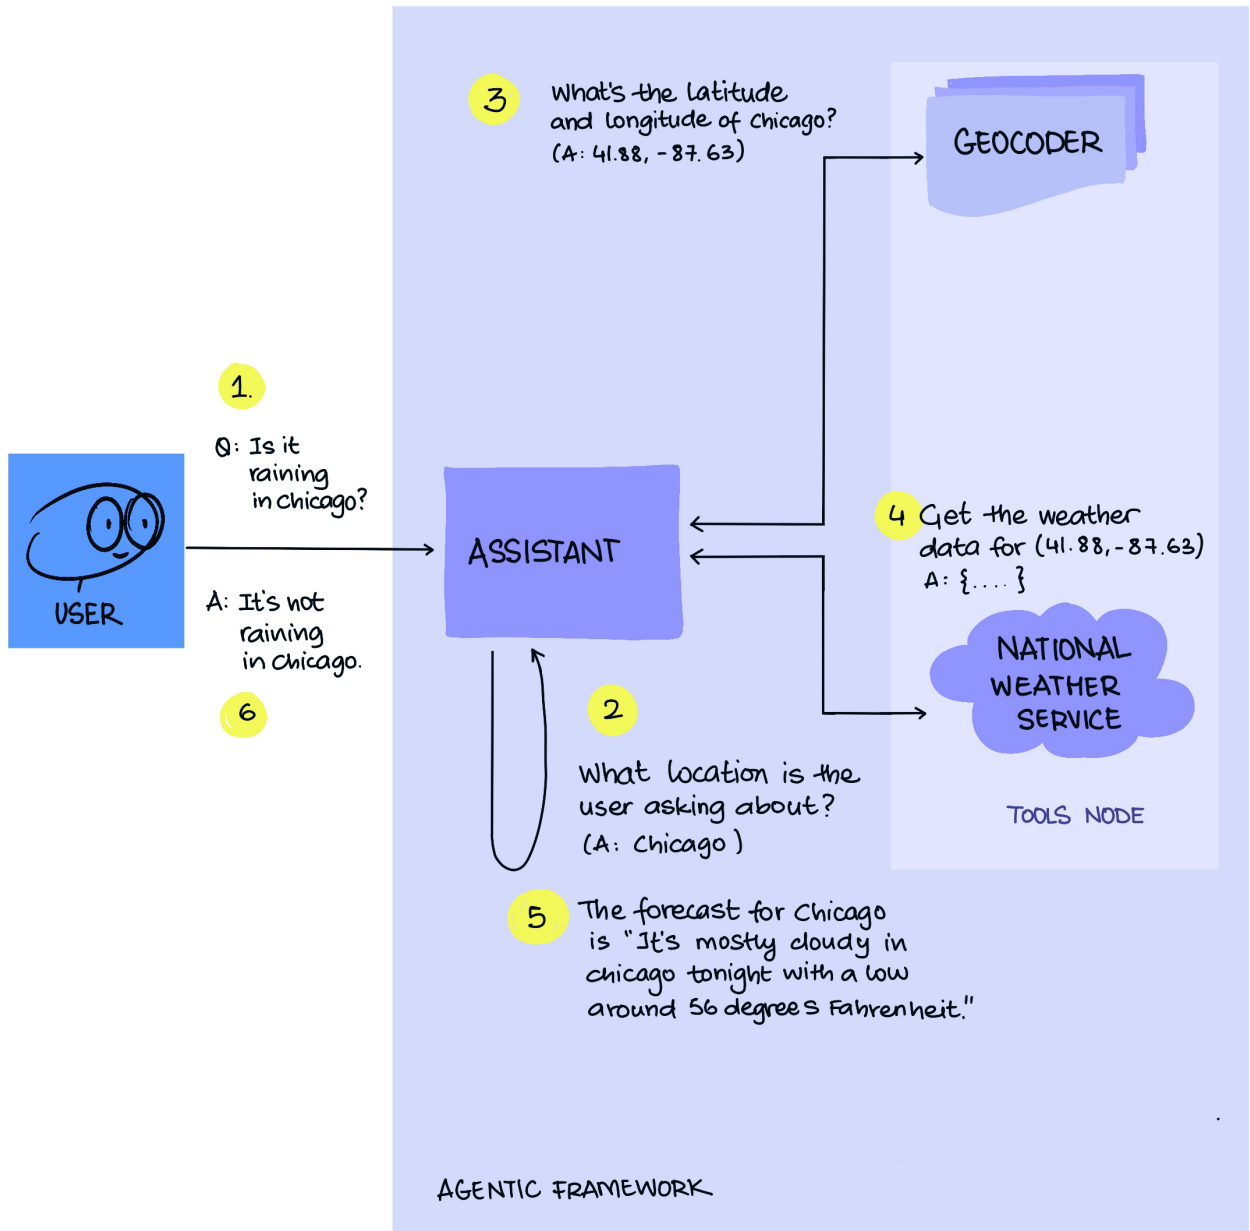 3
What's the latitude
and longitude of Chicago?
(A: 41.88, -87.63)
GEOCODER
1.
Q: Is it
raining
in chicago?
USER
A: It's not
raining
in chicago.
6
ASSISTANT
4 Get the weather
data for (41.88,-87.63)
A: {....}
NATIONAL
WEATHER
SERVICE
TOOLS NODE
2
What location is the
user asking about?
(A: Chicago)
5
The forecast for Chicago
is "It's mostly cloudy in
chicago tonight with a low
around 56 degrees Fahrenheit."
AGENTIC FRAMEWORK